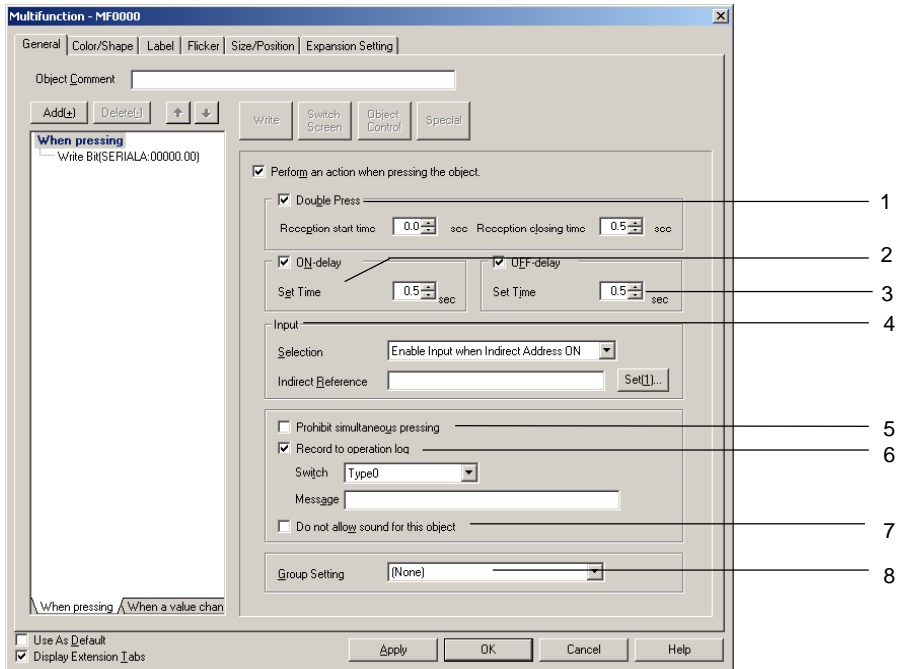 Multifunction - MF0000
General Color/Shape Label Flicker Size/Position Expansion Setting
Object Comment
Add(+) Delete(-) Write Switch Screen Object Control Special
When pressing
Write Bit(SERIALA:00000.00)
Perform an action when pressing the object.
Double Press 1
Reception start time 0.0 sec Reception closing time 0.5 sec
ON-delay OFF-delay 2
Set Time 0.5 sec Set Time 0.5 sec 3
Input 4
Selection Enable Input when Indirect Address ON
Indirect Reference Set(1)...
Prohibit simultaneous pressing 5
Record to operation log 6
Switch Type0
Message
Do not allow sound for this object 7
Group Setting (None) 8
When pressing When a value chan
Use As Default
Display Extension Tabs
Apply OK Cancel Help